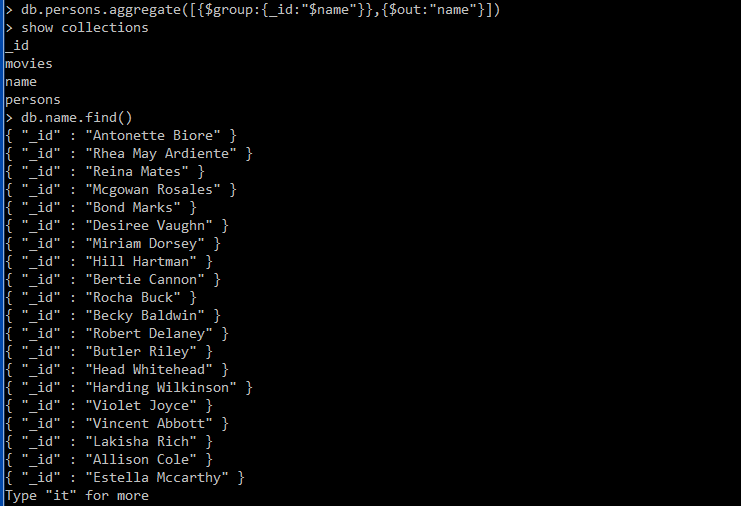 > db.persons.aggregate([{$group:{_id:"$name"}},{$out:"name"}])
> show collections
_id
movies
name
persons
> db.name.find()
{ "_id" : "Antonette Biore" }
{ "_id" : "Rhea May Ardiente" }
{ "_id" : "Reina Mates" }
{ "_id" : "Mcgowan Rosales" }
{ "_id" : "Bond Marks" }
{ "_id" : "Desiree Vaughn" }
{ "_id" : "Miriam Dorsey" }
{ "_id" : "Hill Hartman" }
{ "_id" : "Bertie Cannon" }
{ "_id" : "Rocha Buck" }
{ "_id" : "Becky Baldwin" }
{ "_id" : "Robert Delaney" }
{ "_id" : "Butler Riley" }
{ "_id" : "Head Whitehead" }
{ "_id" : "Harding Wilkinson" }
{ "_id" : "Violet Joyce" }
{ "_id" : "Vincent Abbott" }
{ "_id" : "Lakisha Rich" }
{ "_id" : "Allison Cole" }
{ "_id" : "Estella Mccarthy" }
Type "it" for more